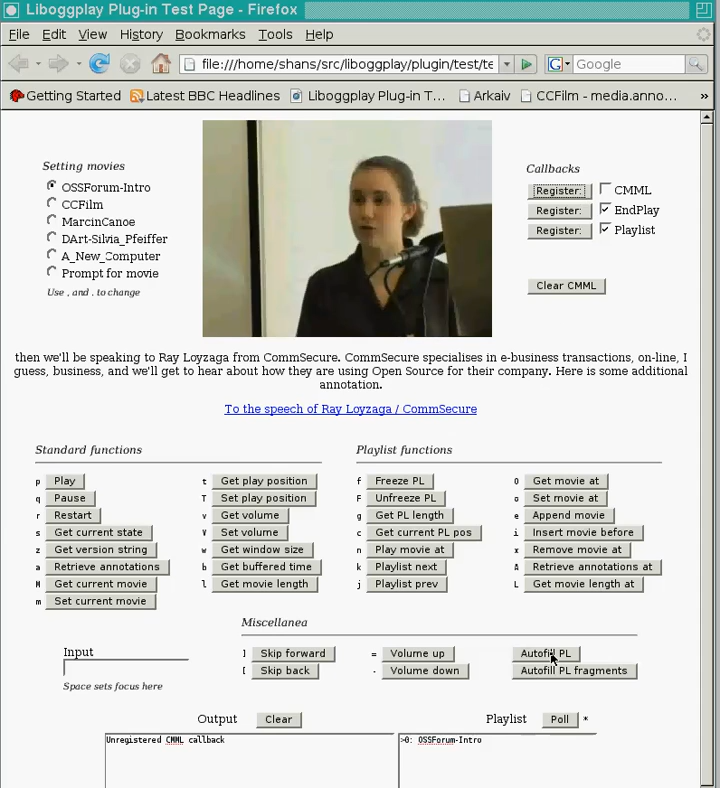 Liboggplay Plug-in Test Page - Firefox
File Edit View History Bookmarks Tools Help
file:///home/shans/src/liboggplay/plugin/test/te
G Google
Getting Started Latest BBC Headlines Liboggplay Plug-in T... Arkaiv CCFilm - media.anno... »
Setting movies
OSSForum-Intro
CCFilm
MarcinCanoe
DArt-Silvia_Pfeiffer
A_New_Computer
Prompt for movie
Use , and . to change
Callbacks
Register: CMML
Register: EndPlay
Register: Playlist
Clear CMML
then we'll be speaking to Ray Loyzaga from CommSecure. CommSecure specialises in e-business transactions, on-line, I
guess, business, and we'll get to hear about how they are using Open Source for their company. Here is some additional
annotation.
To the speech of Ray Loyzaga / CommSecure
Standard functions
p Play
q Pause
r Restart
s Get current state
z Get version string
a Retrieve annotations
M Get current movie
m Set current movie
t Get play position
T Set play position
v Get volume
V Set volume
w Get window size
b Get buffered time
l Get movie length
Playlist functions
f Freeze PL
F Unfreeze PL
g Get PL length
c Get current PL pos
n Play movie at
k Playlist next
j Playlist prev
O Get movie at
o Set movie at
e Append movie
i Insert movie before
x Remove movie at
A Retrieve annotations at
L Get movie length at
Miscellanea
] Skip forward
[ Skip back
= Volume up
- Volume down
Autofill PL
Autofill PL fragments
Input
Space sets focus here
Output Clear
Unregistered CMML callback
Playlist Poll *
>0: OSSForum-Intro